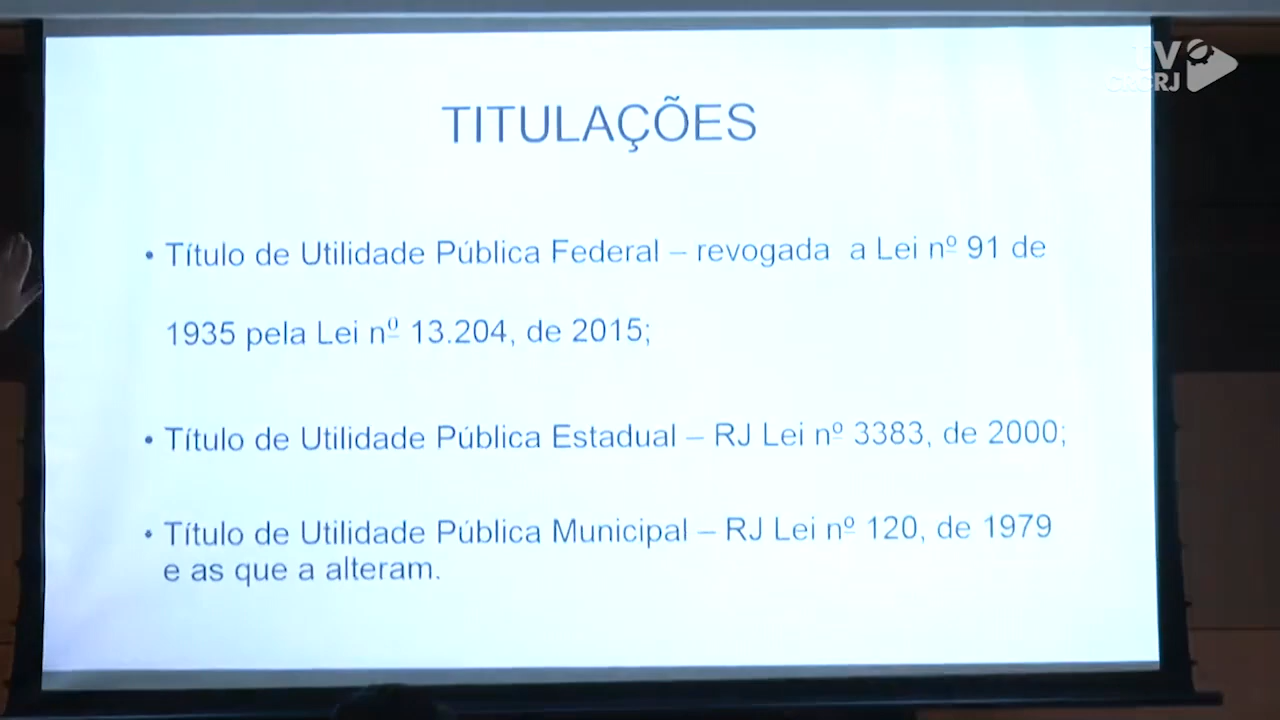 TV
CRCRJ
TITULAÇÕES
• Título de Utilidade Pública Federal – revogada a Lei nº 91 de
1935 pela Lei nº 13.204, de 2015;
• Título de Utilidade Pública Estadual – RJ Lei nº 3383, de 2000;
• Título de Utilidade Pública Municipal – RJ Lei nº 120, de 1979
e as que a alteram.